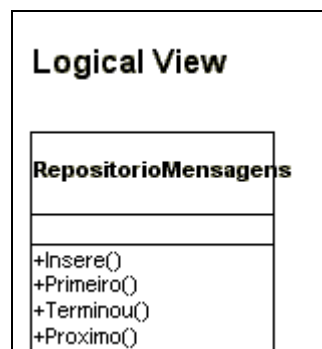 Logical View
RepositorioMensagens
+Insere()
+Primeiro()
+Terminou()
+Proximo()